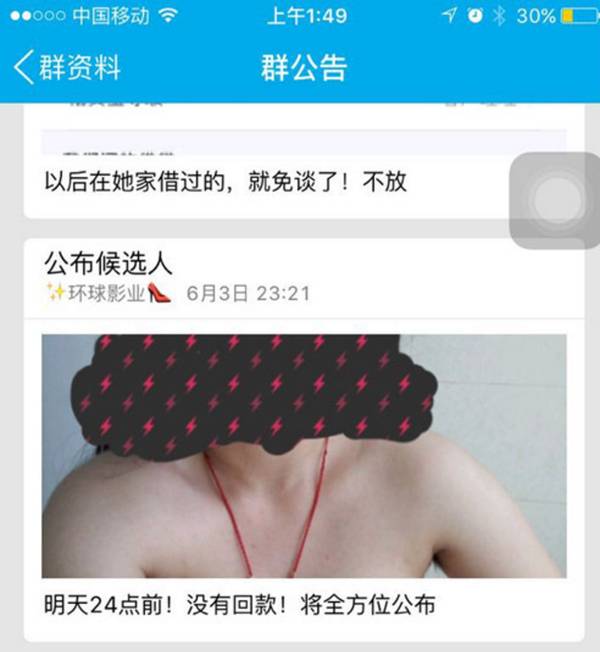 中国移动 上午1:49 30%
群资料 群公告
以后在她家借过的，就免谈了！不放
公布候选人
✨环球影业👠 6月3日 23:21
明天24点前！没有回款！将全方位公布